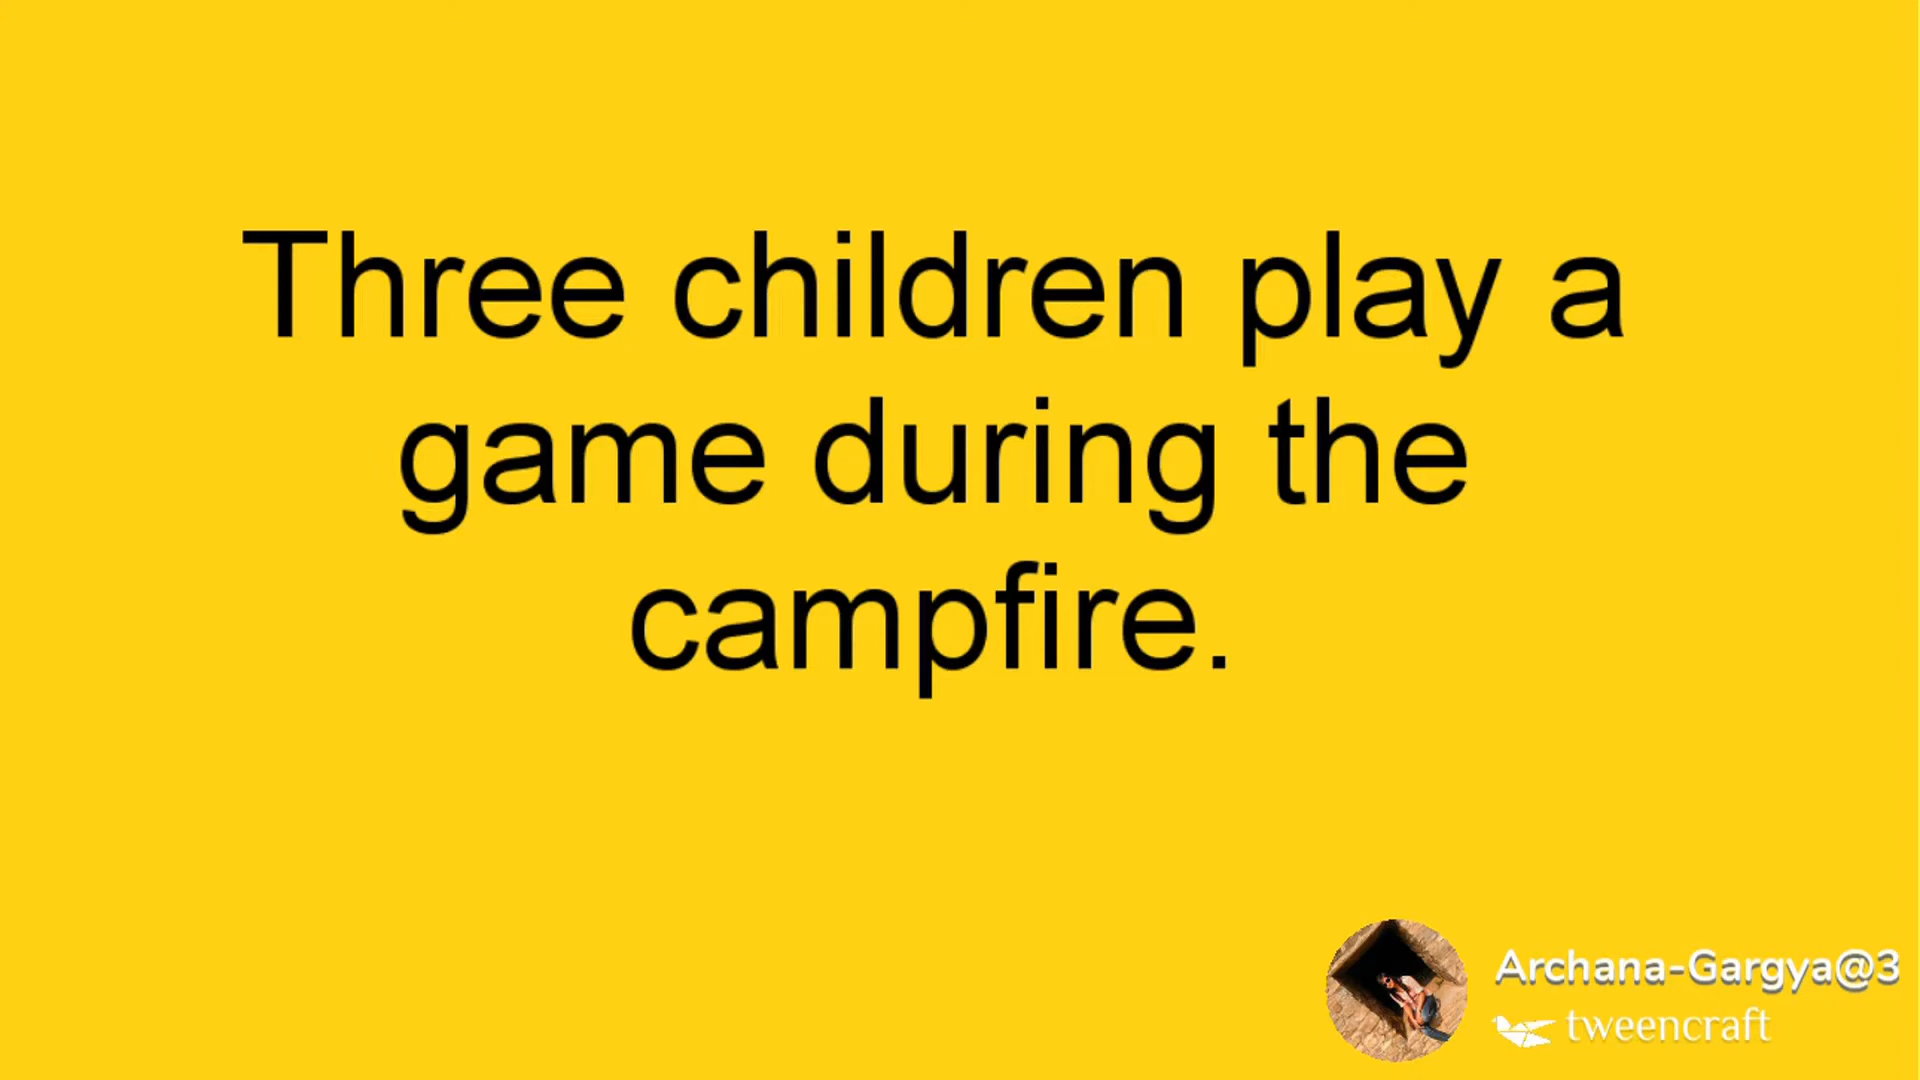 Three children play a
game during the
campfire.
Archana-Gargya@3
tweencraft